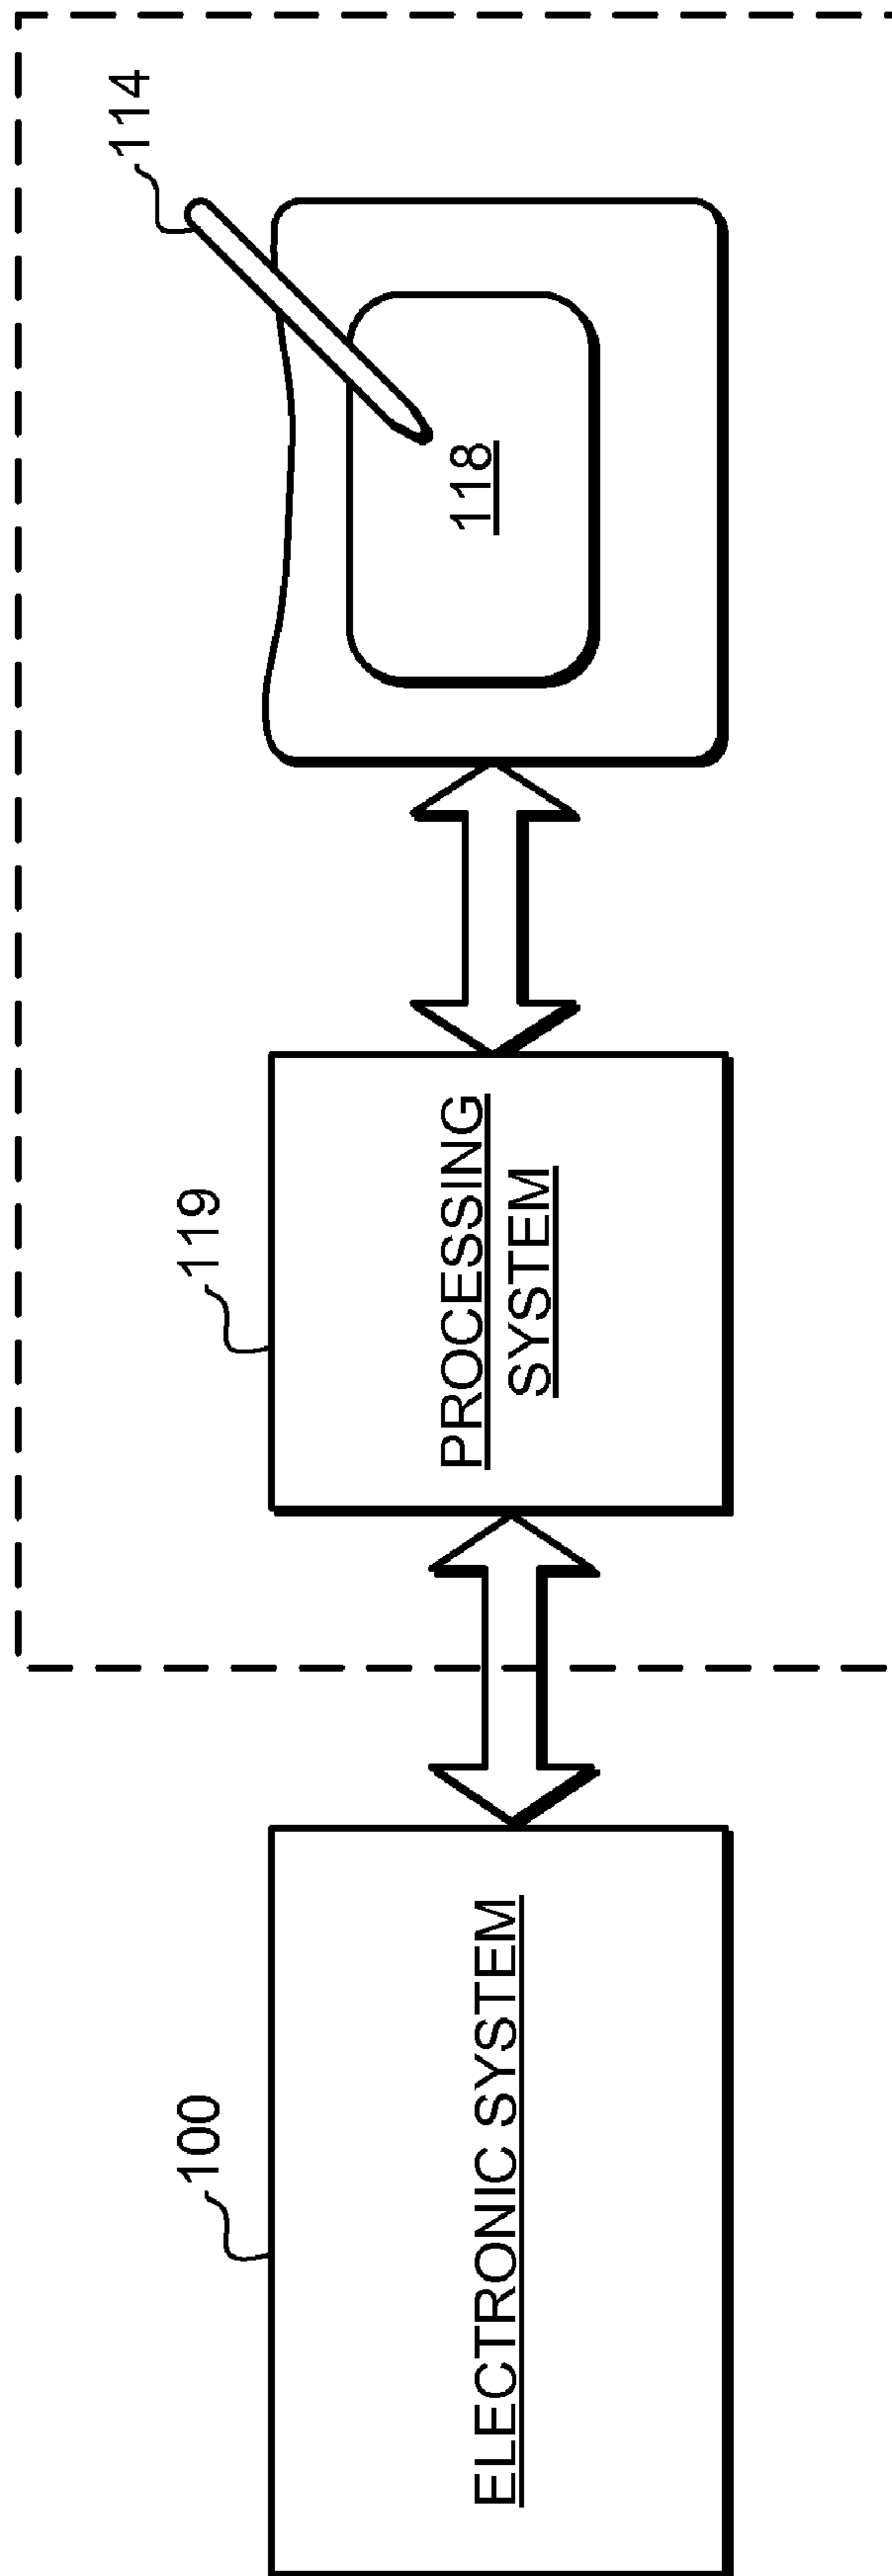 100
ELECTRONIC SYSTEM
119
PROCESSING
SYSTEM
114
118